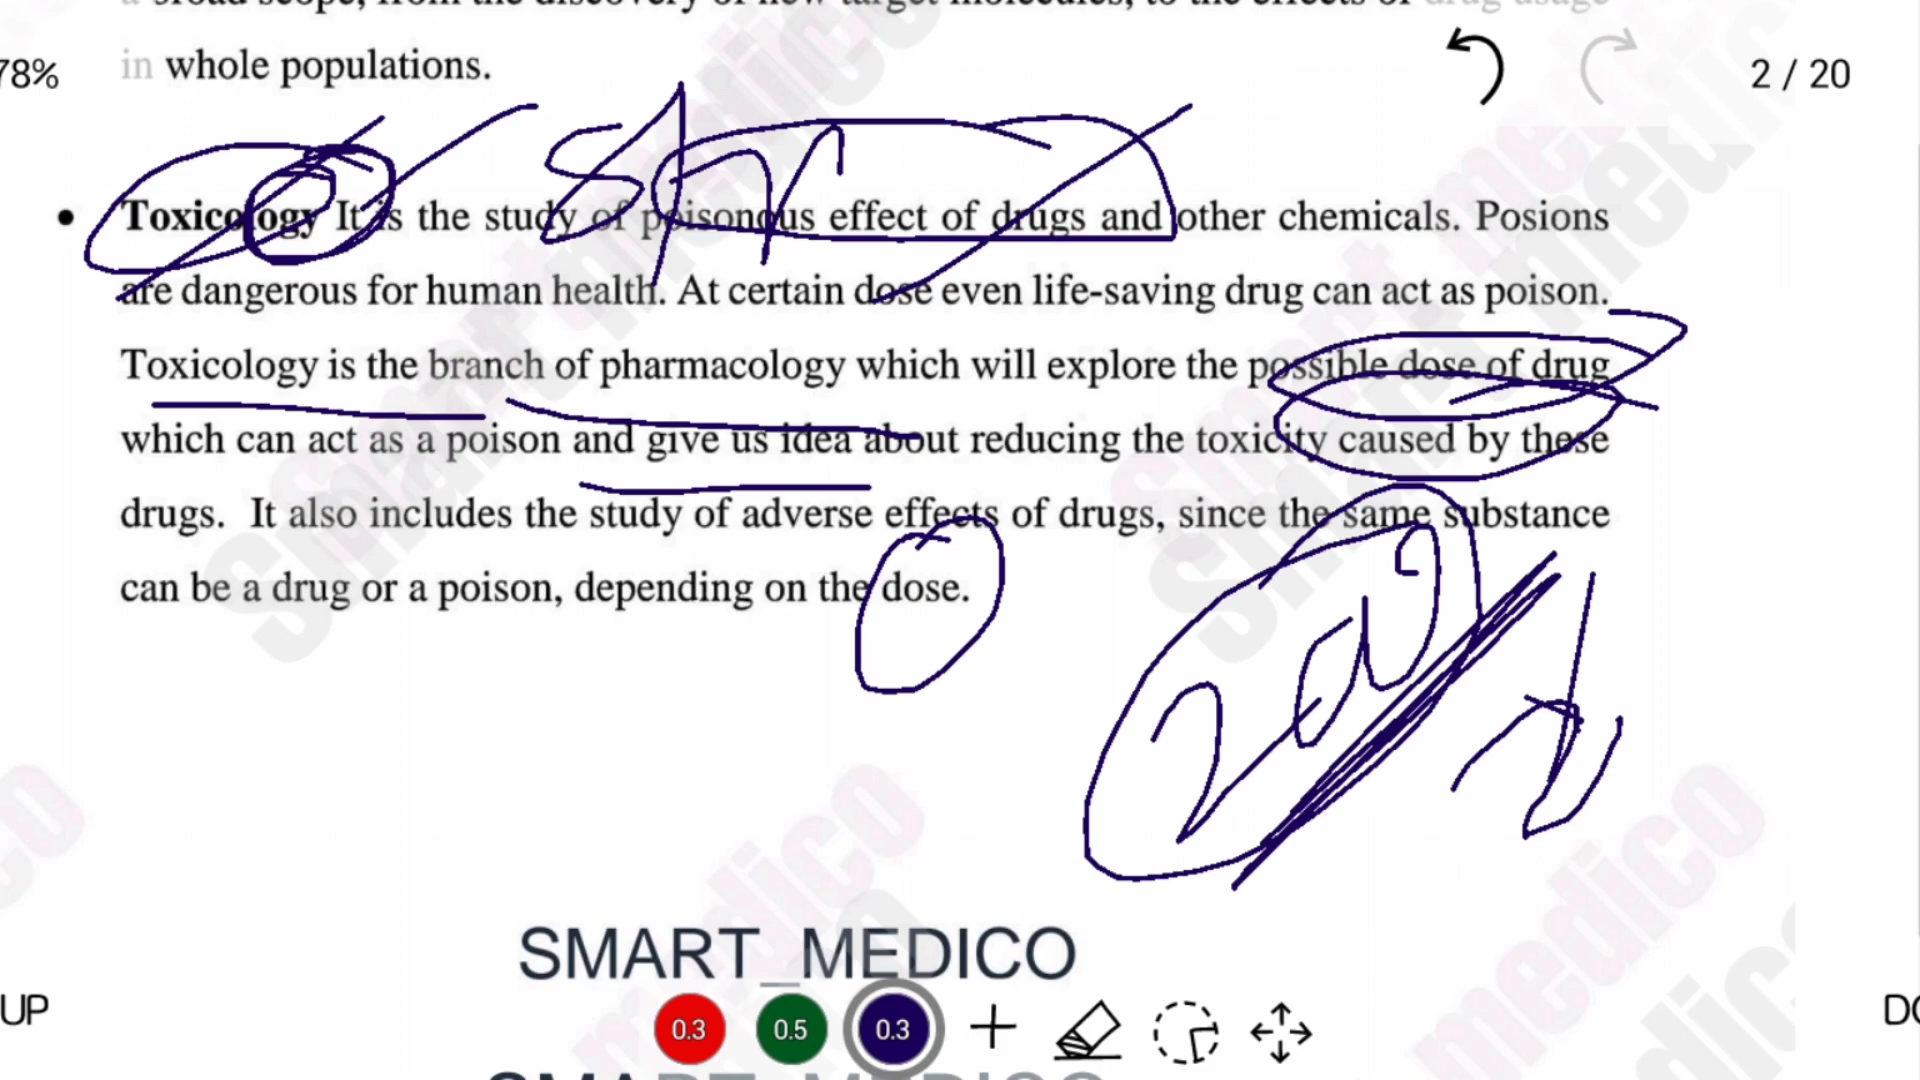 in whole populations.
78%
2 / 20
• Toxicology It is the study of poisonous effect of drugs and other chemicals. Posions
are dangerous for human health. At certain dose even life-saving drug can act as poison.
Toxicology is the branch of pharmacology which will explore the possible dose of drug
which can act as a poison and give us idea about reducing the toxicity caused by these
drugs. It also includes the study of adverse effects of drugs, since the same substance
can be a drug or a poison, depending on the dose.
SMART_MEDICO
UP
0.3 0.5 0.3